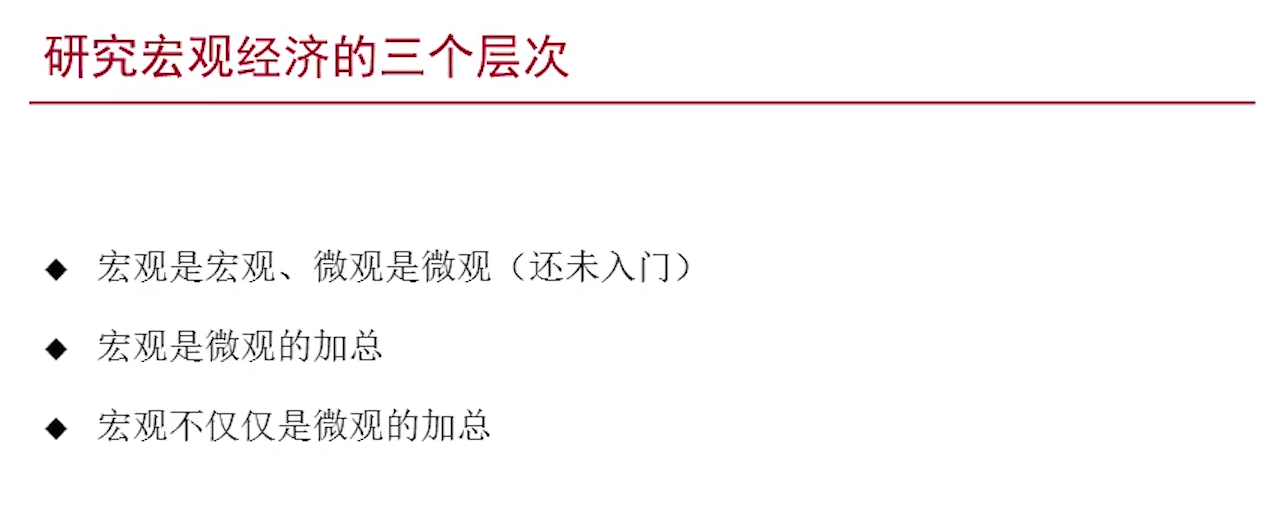 研究宏观经济的三个层次
◆ 宏观是宏观、微观是微观（还未入门）
◆ 宏观是微观的加总
◆ 宏观不仅仅是微观的加总